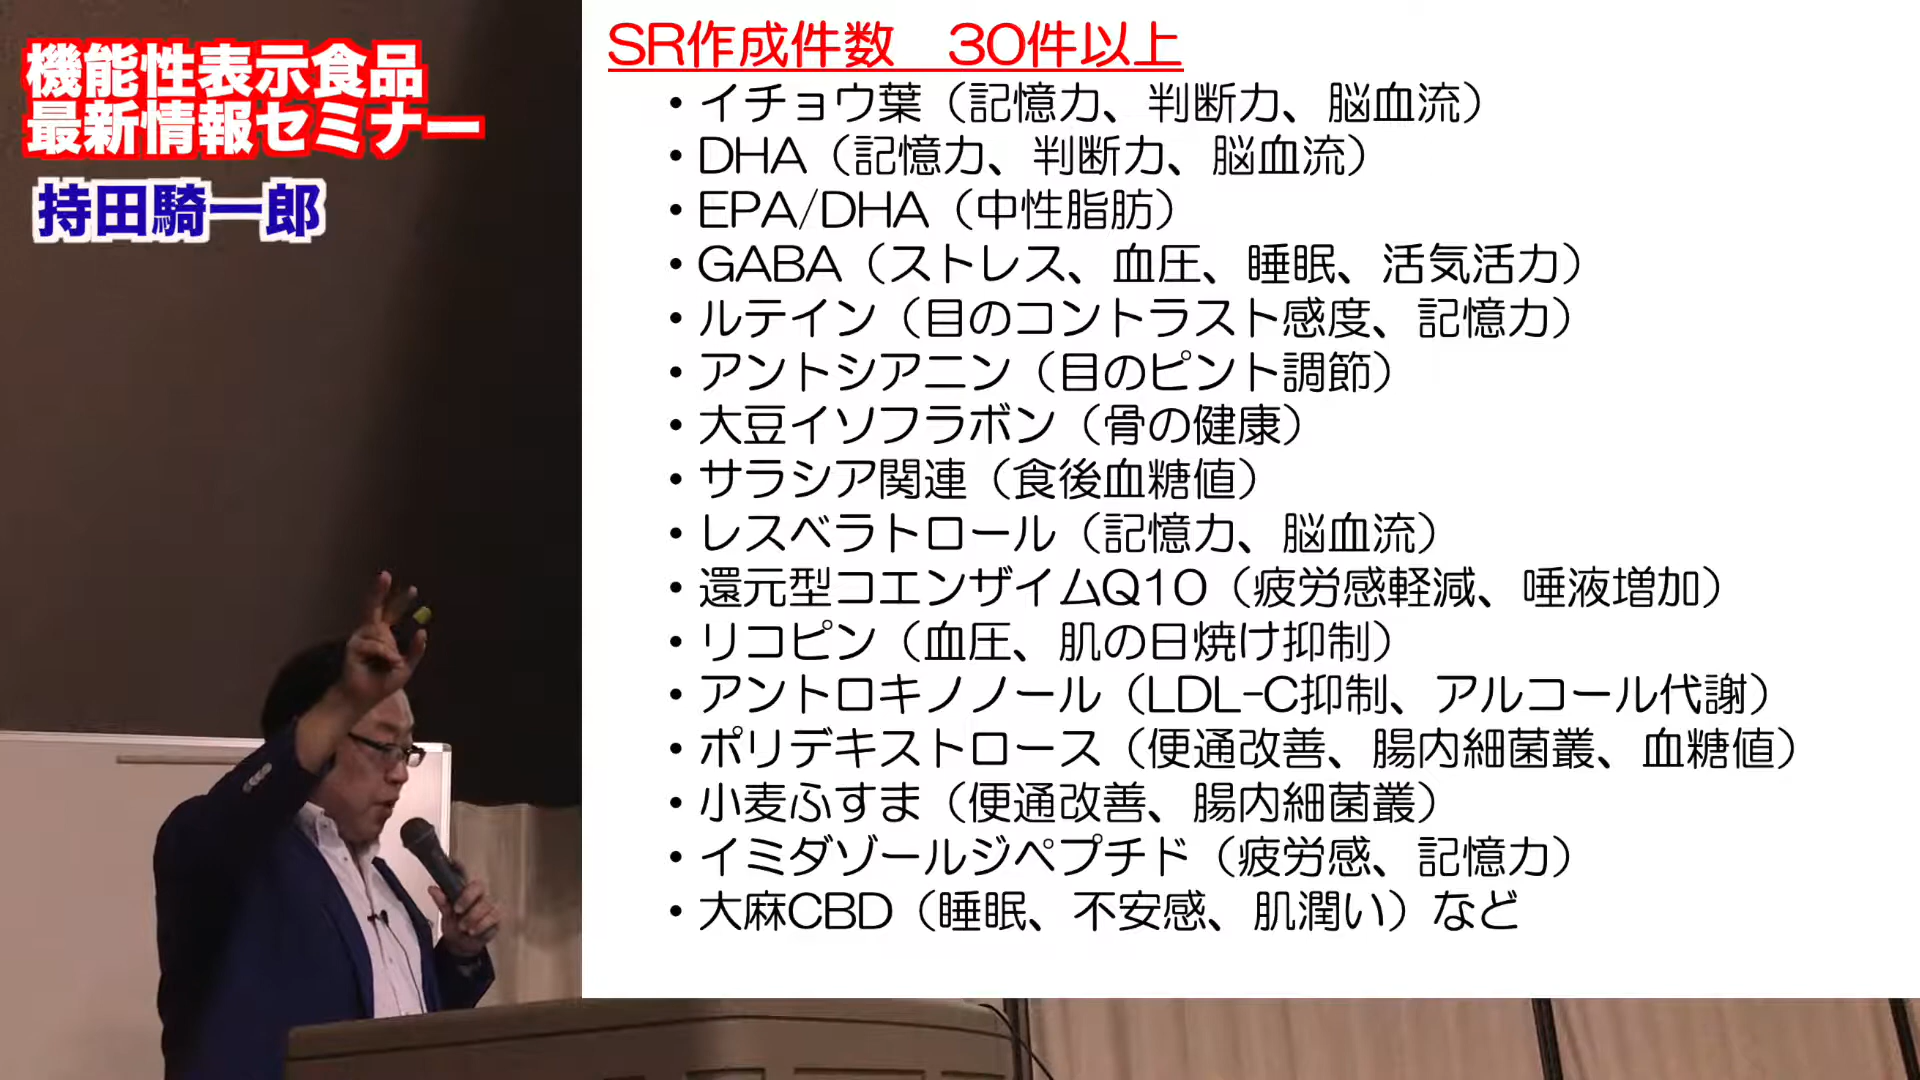 機能性表示食品
最新情報セミナー
持田騎一郎
SR作成件数　30件以上
• イチョウ葉（記憶力、判断力、脳血流）
• DHA（記憶力、判断力、脳血流）
• EPA/DHA（中性脂肪）
• GABA（ストレス、血圧、睡眠、活気活力）
• ルテイン（目のコントラスト感度、記憶力）
• アントシアニン（目のピント調節）
• 大豆イソフラボン（骨の健康）
• サラシア関連（食後血糖値）
• レスベラトロール（記憶力、脳血流）
• 還元型コエンザイムQ10（疲労感軽減、唾液増加）
• リコピン（血圧、肌の日焼け抑制）
• アントロキノノール（LDL-C抑制、アルコール代謝）
• ポリデキストロース（便通改善、腸内細菌叢、血糖値）
• 小麦ふすま（便通改善、腸内細菌叢）
• イミダゾールジペプチド（疲労感、記憶力）
• 大麻CBD（睡眠、不安感、肌潤い）など